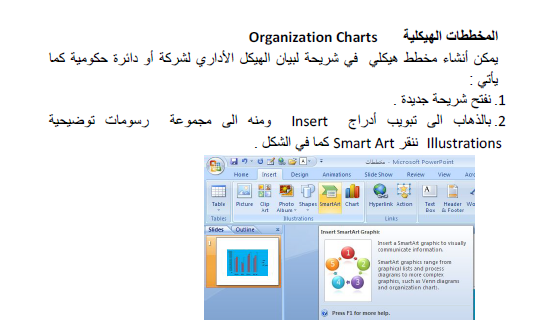 المخططات الهيكلية Organization Charts
يمكن أنشاء مخطط هيكلي في شريحة لبيان الهيكل الأداري لشركة أو دائرة حكومية كما
يأتي :
1. نفتح شريحة جديدة .
2. بالذهاب الى تبويب أدراج Insert ومنه الى مجموعة رسومات توضيحية
Illustrations ننقر Smart Art كما في الشكل .
مخططات - Microsoft PowerPoint
Home Insert Design Animations Slide Show Review View
Table Picture Clip Art Photo Album Shapes SmartArt Chart Hyperlink Action Text Box Header & Footer
Tables Illustrations Links
Slides Outline
Insert SmartArt Graphic
Insert a SmartArt graphic to visually
communicate information.
SmartArt graphics range from
graphical lists and process
diagrams to more complex
graphics, such as Venn diagrams
and organization charts.
Press F1 for more help.